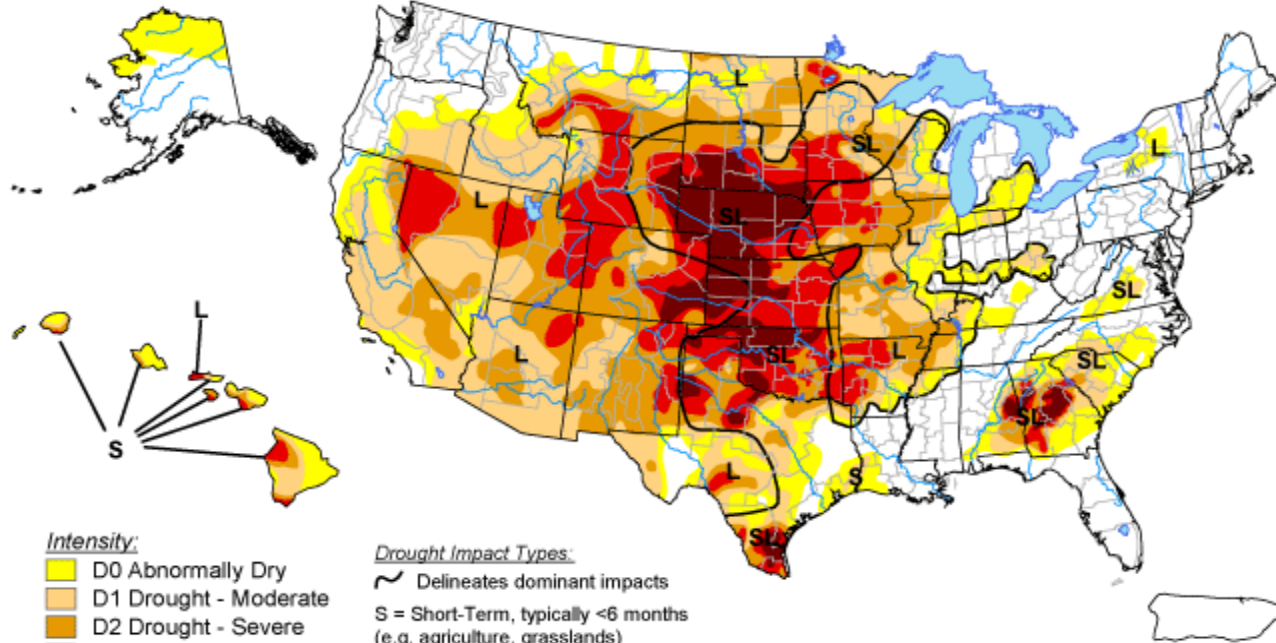 L
SL
L
L
SL
L
SL
L
SL
L
L
SL
SL
SL
L
S
SL
S
Intensity:
D0 Abnormally Dry
D1 Drought - Moderate
D2 Drought - Severe
Drought Impact Types:
Delineates dominant impacts
S = Short-Term, typically <6 months
(e.g. agriculture, grasslands)